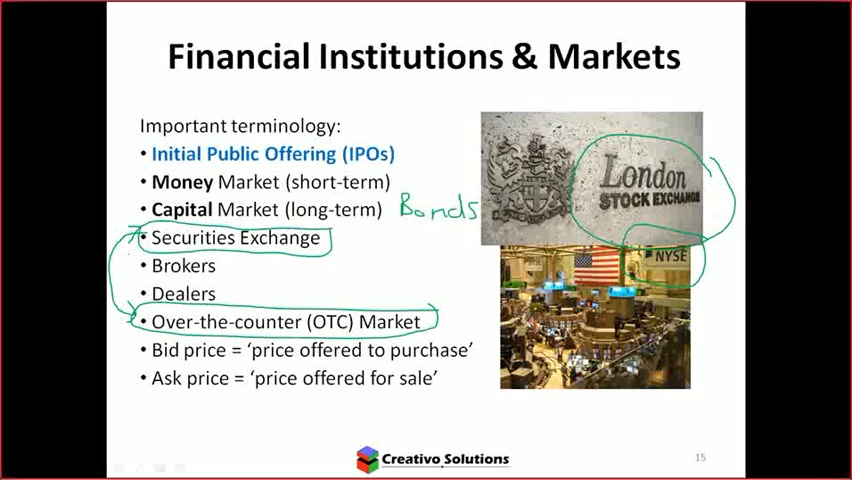 Financial Institutions & Markets
Important terminology:
• Initial Public Offering (IPOs)
• Money Market (short-term)
• Capital Market (long-term) Bonds
• Securities Exchange
• Brokers
• Dealers
• Over-the-counter (OTC) Market
• Bid price = ‘price offered to purchase’
• Ask price = ‘price offered for sale’
London
STOCK EXCHANGE
NYSE
Creativo Solutions
15